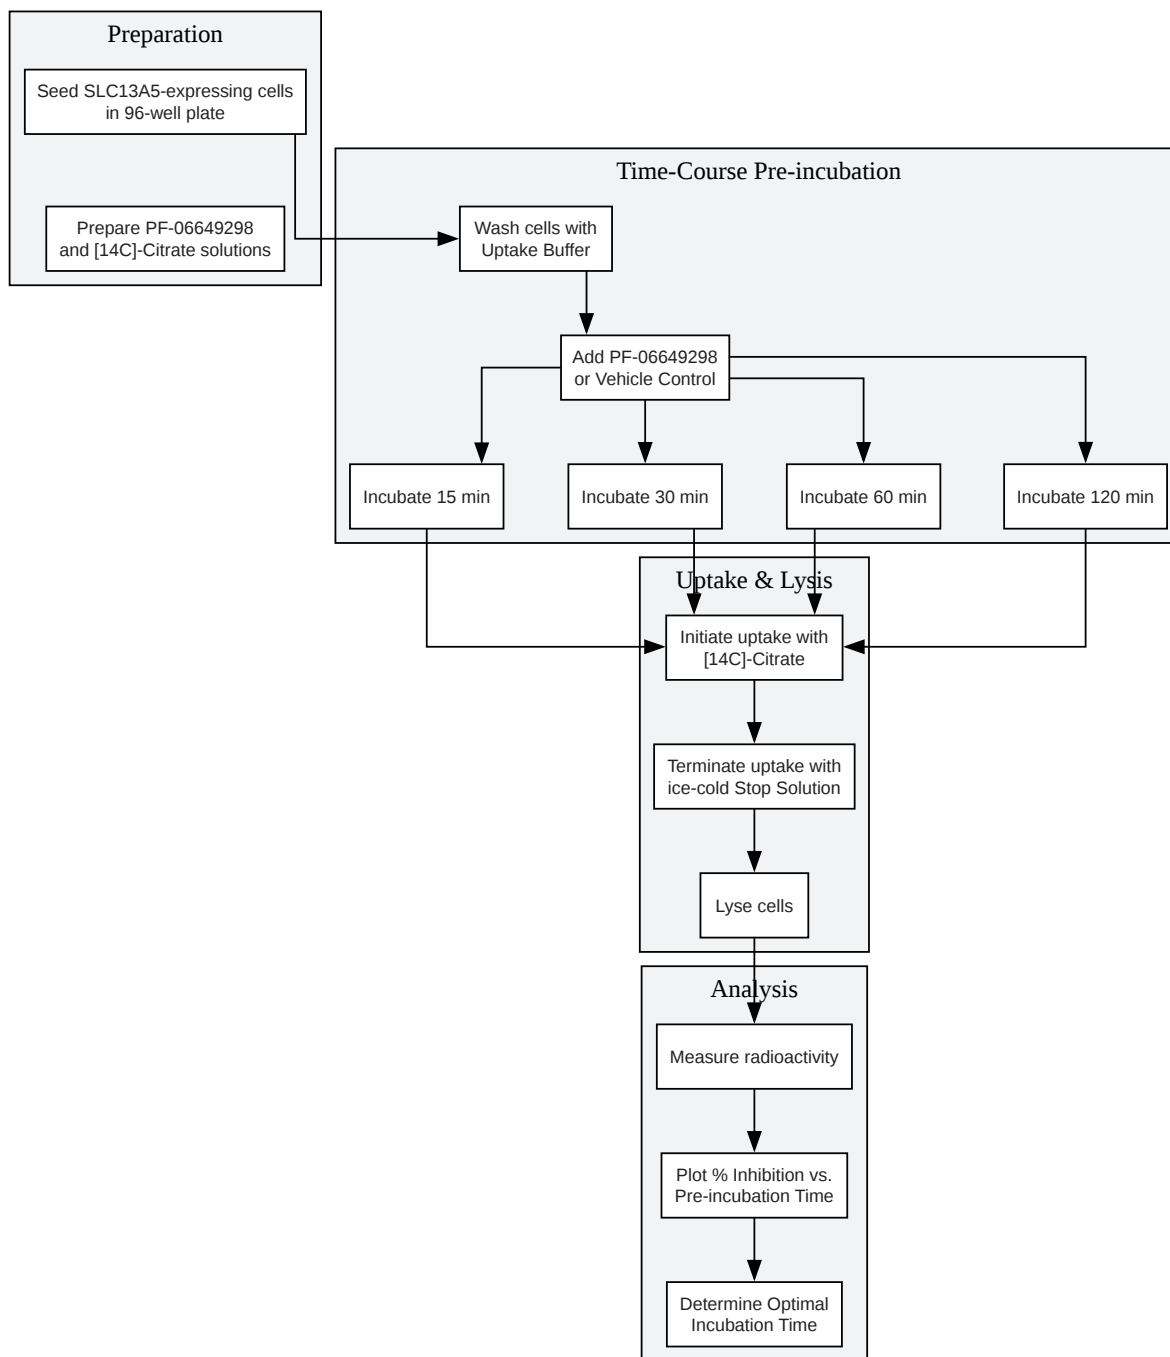 Preparation
Seed SLC13A5-expressing cells
in 96-well plate
Prepare PF-06649298
and [14C]-Citrate solutions
Time-Course Pre-incubation
Wash cells with
Uptake Buffer
Add PF-06649298
or Vehicle Control
Incubate 15 min
Incubate 30 min
Incubate 60 min
Incubate 120 min
Uptake & Lysis
Initiate uptake with
[14C]-Citrate
Terminate uptake with
ice-cold Stop Solution
Lyse cells
Analysis
Measure radioactivity
Plot % Inhibition vs.
Pre-incubation Time
Determine Optimal
Incubation Time